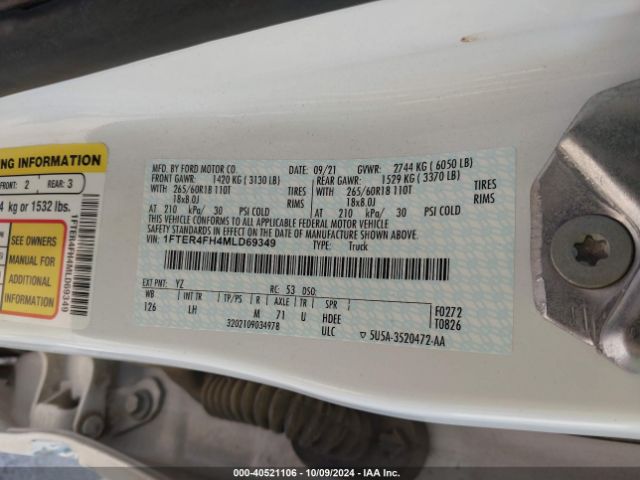 NG INFORMATION
FRONT: 2 REAR: 3
4 kg or 1532 lbs.
SEE OWNERS
MANUAL FOR
ADDITIONAL
INFORMATION
1FTER4FH4MLD69349
MFD. BY FORD MOTOR CO.
DATE: 09/21 GVWR: 2744 KG ( 6050 LB)
FRONT GAWR: 1420 KG ( 3130 LB) REAR GAWR: 1529 KG ( 3370 LB)
WITH 265/60R18 110T TIRES WITH 265/60R18 110T TIRES
18x8.0J RIMS 18x8.0J RIMS
AT 210 kPa/ 30 PSI COLD AT 210 kPa/ 30 PSI COLD
THIS VEHICLE CONFORMS TO ALL APPLICABLE FEDERAL MOTOR VEHICLE
SAFETY STANDARDS IN EFFECT ON THE DATE OF MANUFACTURE SHOWN ABOVE.
VIN: 1FTER4FH4MLD69349 TYPE: Truck
EXT PNT: YZ RC: 53 DSO:
WB INT TR TP/PS R AXLE TR SPR
126 LH M 71 U HDEE
F0272
T0826
3202109034978 ULC 5U5A-3520472-AA
000-40521106 - 10/09/2024 - IAA Inc.